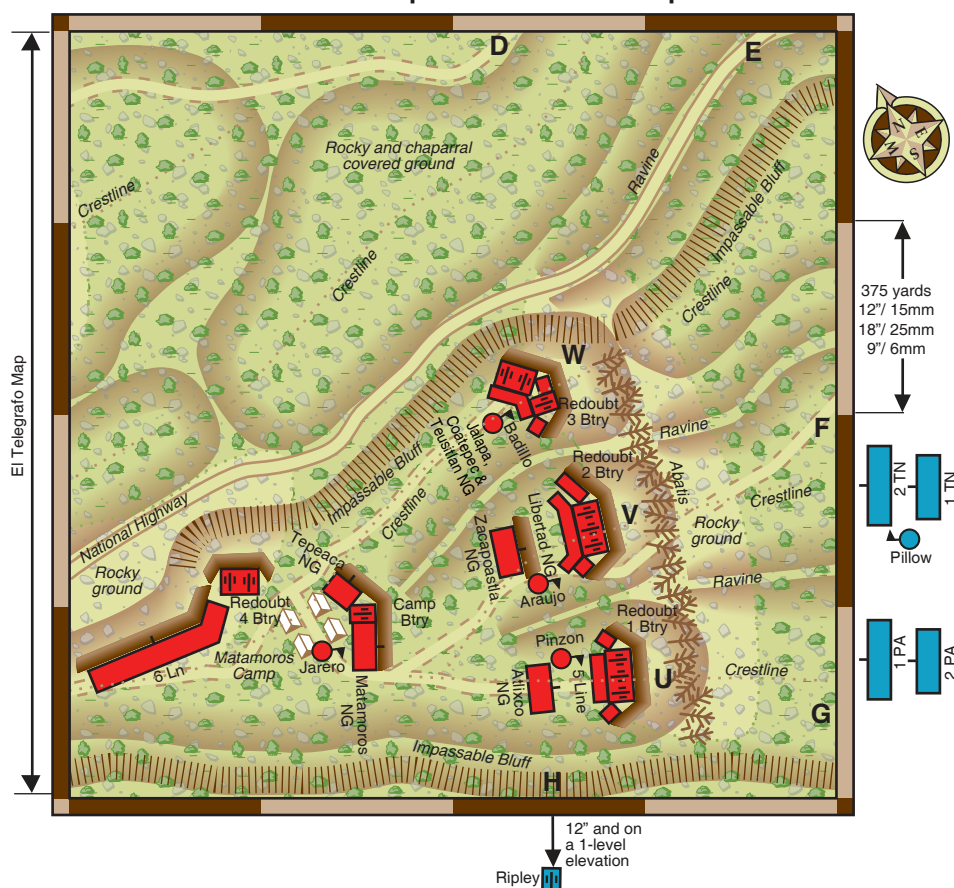 D
E
Rocky and chaparral
covered ground
Crestline
Crestline
Ravine
Impassable Bluff
Crestline
N
E
S
W
El Telegrafo Map
375 yards
12"/ 15mm
18"/ 25mm
9"/ 6mm
W
Redoubt
3 Btry
Badillo
Jalapa
Coatepec &
Teusitlan NG
Ravine
F
Redoubt
2 Btry
Abatis
Impassable Bluff
Crestline
Crestline
2 TN
1 TN
Pillow
National Highway
Rocky
ground
Tepeaca
NG
Zacapoastla
NG
Libertad NG
V
Rocky
ground
Araujo
Ravine
Redoubt
4 Btry
Camp
Btry
Redoubt
1 Btry
Pinzon
6 Ln
Matamoros
Camp
Jarero
Matamoros
NG
Atlixco
NG
5 Line
U
Crestline
G
1 PA
2 PA
Impassable Bluff
H
12" and on
a 1-level
elevation
Ripley